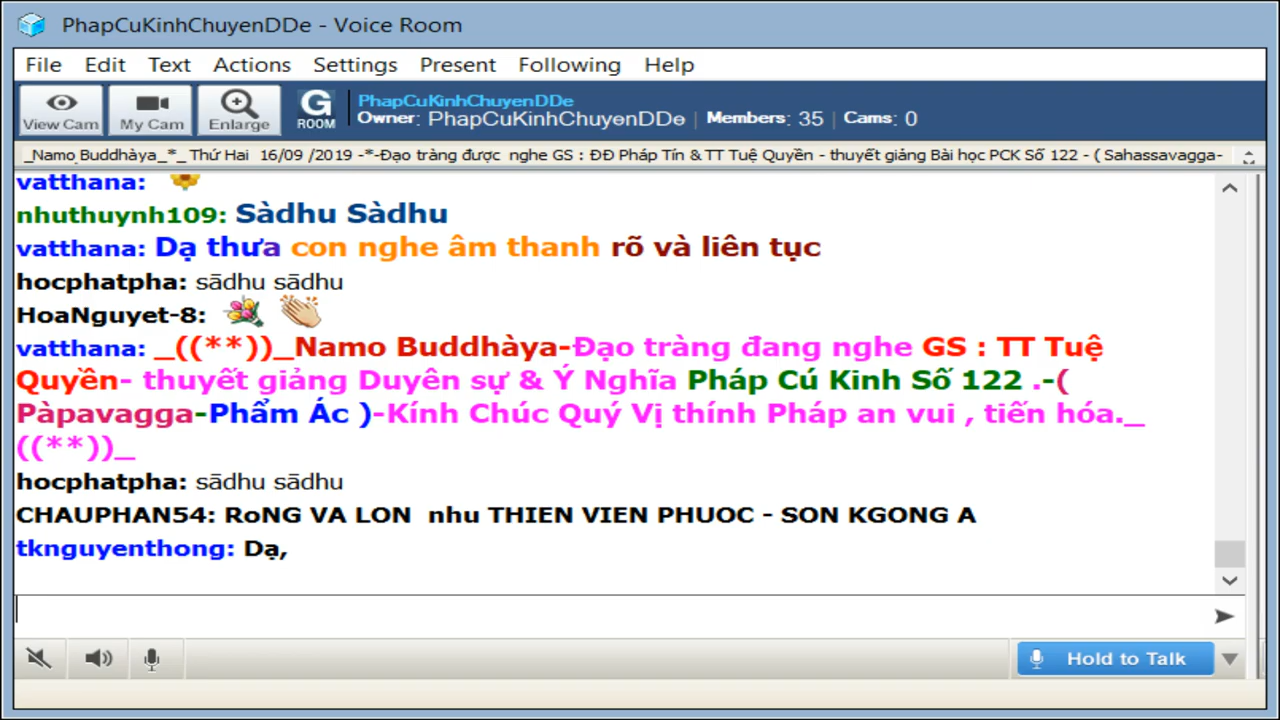 PhapCuKinhChuyenDDe - Voice Room
File Edit Text Actions Settings Present Following Help
View Cam My Cam Enlarge G ROOM
PhapCuKinhChuyenDDe
Owner: PhapCuKinhChuyenDDe | Members: 35 | Cams: 0
_Namo Buddhàya_*_ Thứ Hai 16/09 /2019 -*-Đạo tràng được nghe GS : ĐĐ Pháp Tín & TT Tuệ Quyền - thuyết giảng Bài học PCK Số 122 - ( Sahassavagga-
vatthana:
nhuthuynh109: Sàdhu Sàdhu
vatthana: Dạ thưa con nghe âm thanh rõ và liên tục
hocphatpha: sādhu sādhu
HoaNguyet-8:
vatthana: _((**))_Namo Buddhàya-Đạo tràng đang nghe GS : TT Tuệ
Quyền- thuyết giảng Duyên sự & Ý Nghĩa Pháp Cú Kinh Số 122 .-(
Pàpavagga-Phẩm Ác )-Kính Chúc Quý Vị thính Pháp an vui , tiến hóa._
((**))_
hocphatpha: sādhu sādhu
CHAUPHAN54: RoNG VA LON nhu THIEN VIEN PHUOC - SON KGONG A
tknguyenthong: Dạ,
Hold to Talk